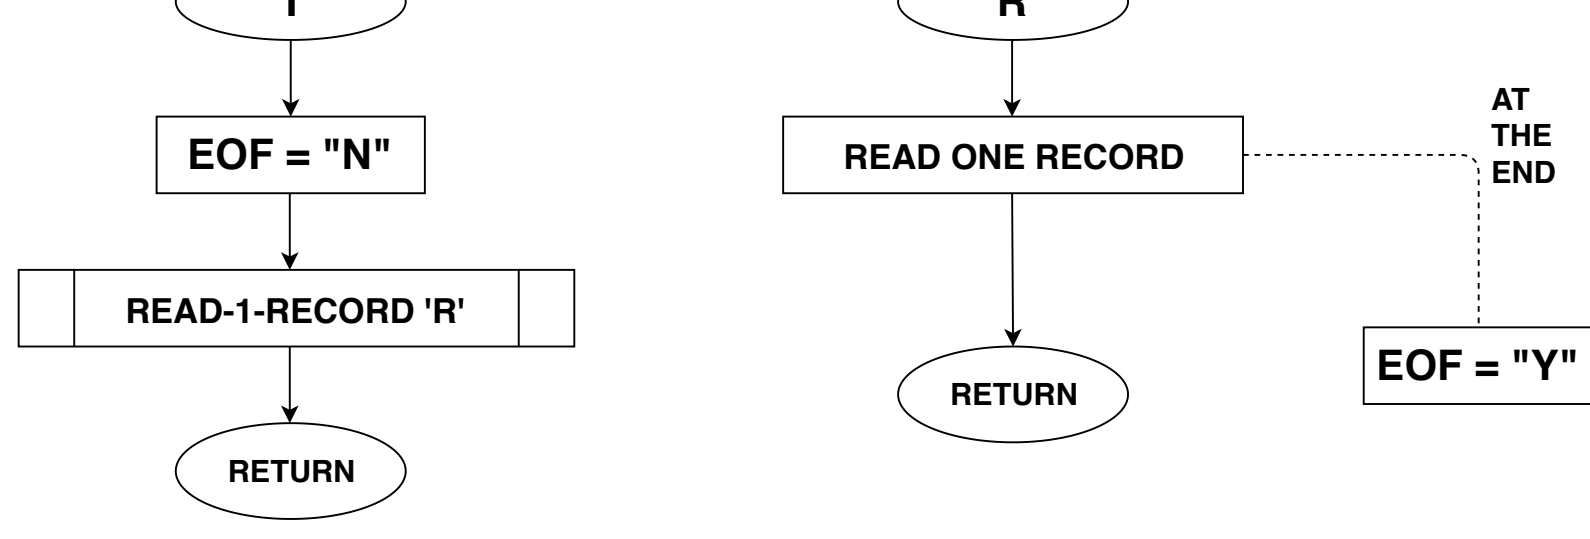 R
EOF = "N"
READ-1-RECORD 'R'
RETURN
READ ONE RECORD
AT
THE
END
RETURN
EOF = "Y"